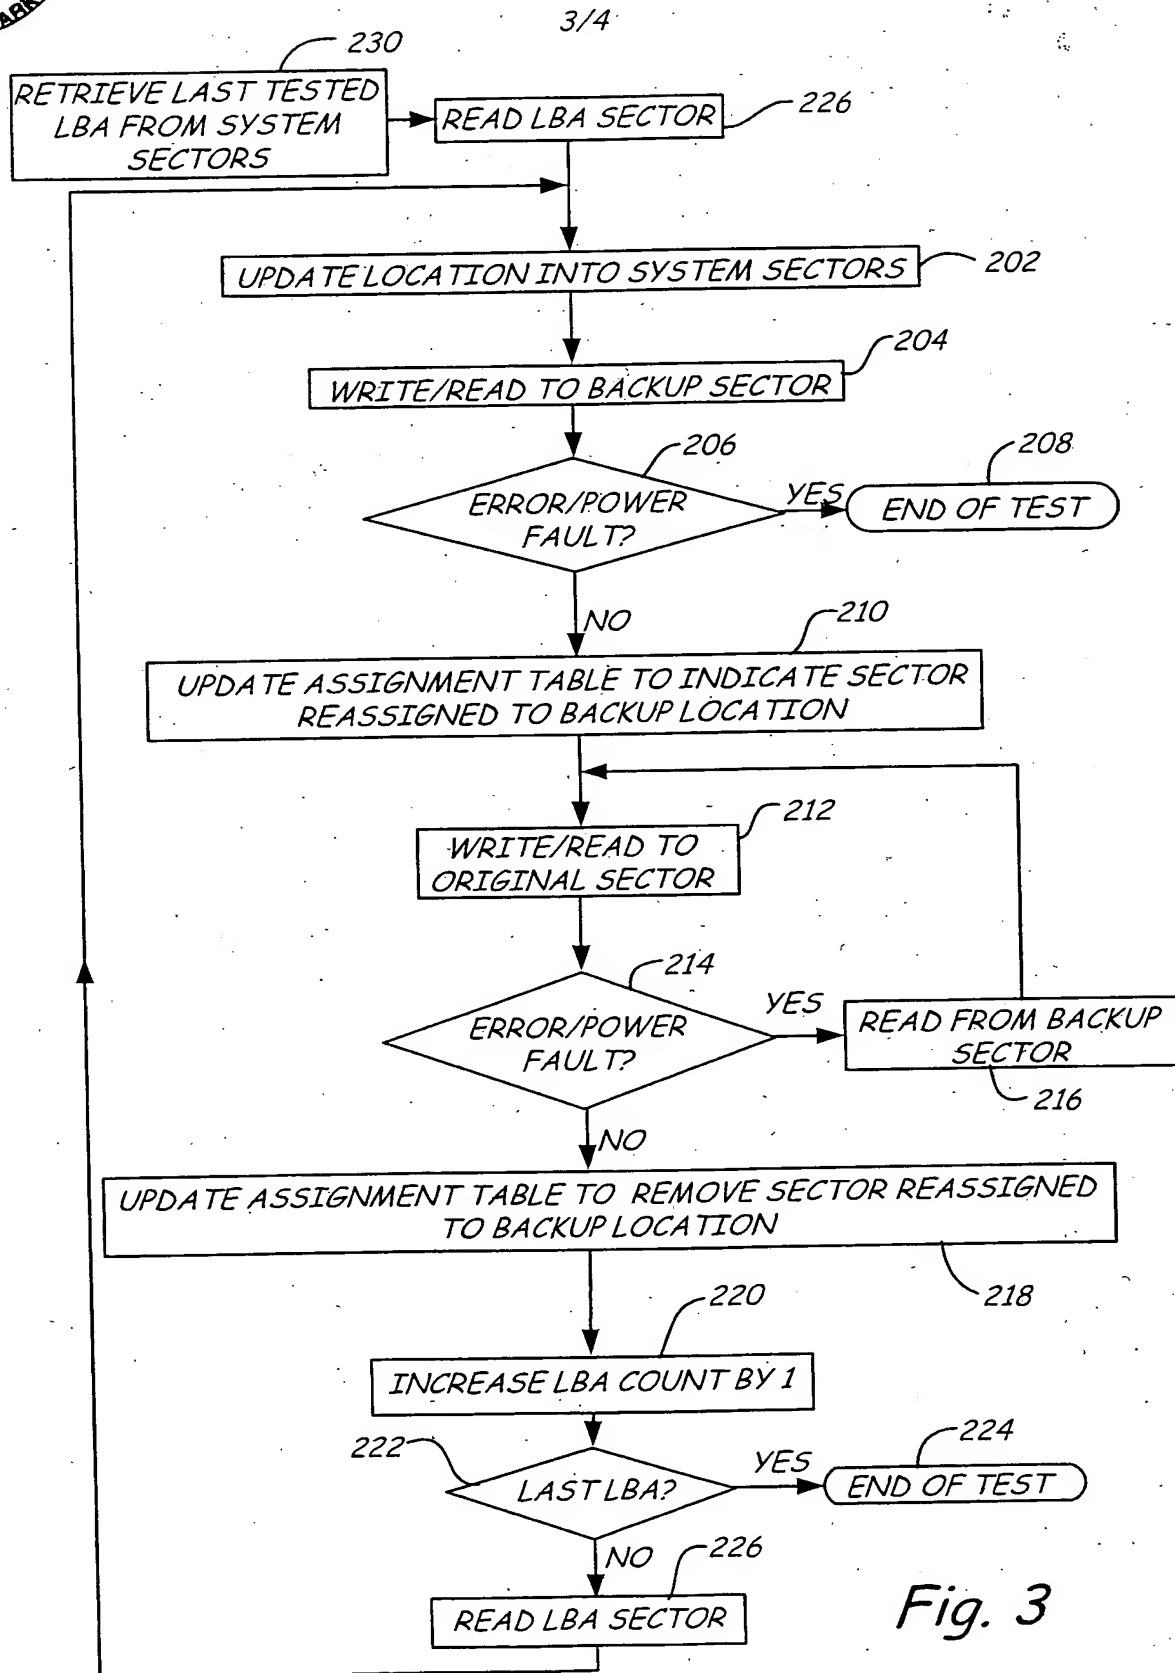 3/4
230
RETRIEVE LAST TESTED
LBA FROM SYSTEM
SECTORS
READ LBA SECTOR
226
UPDATE LOCATION INTO SYSTEM SECTORS
202
204
WRITE/READ TO BACKUP SECTOR
206
208
ERROR/POWER
FAULT?
YES
END OF TEST
NO
210
UPDATE ASSIGNMENT TABLE TO INDICATE SECTOR
REASSIGNED TO BACKUP LOCATION
212
WRITE/READ TO
ORIGINAL SECTOR
214
ERROR/POWER
FAULT?
YES
READ FROM BACKUP
SECTOR
216
NO
UPDATE ASSIGNMENT TABLE TO REMOVE SECTOR REASSIGNED
TO BACKUP LOCATION
218
220
INCREASE LBA COUNT BY 1
222
LAST LBA?
YES
224
END OF TEST
NO
226
READ LBA SECTOR
Fig. 3